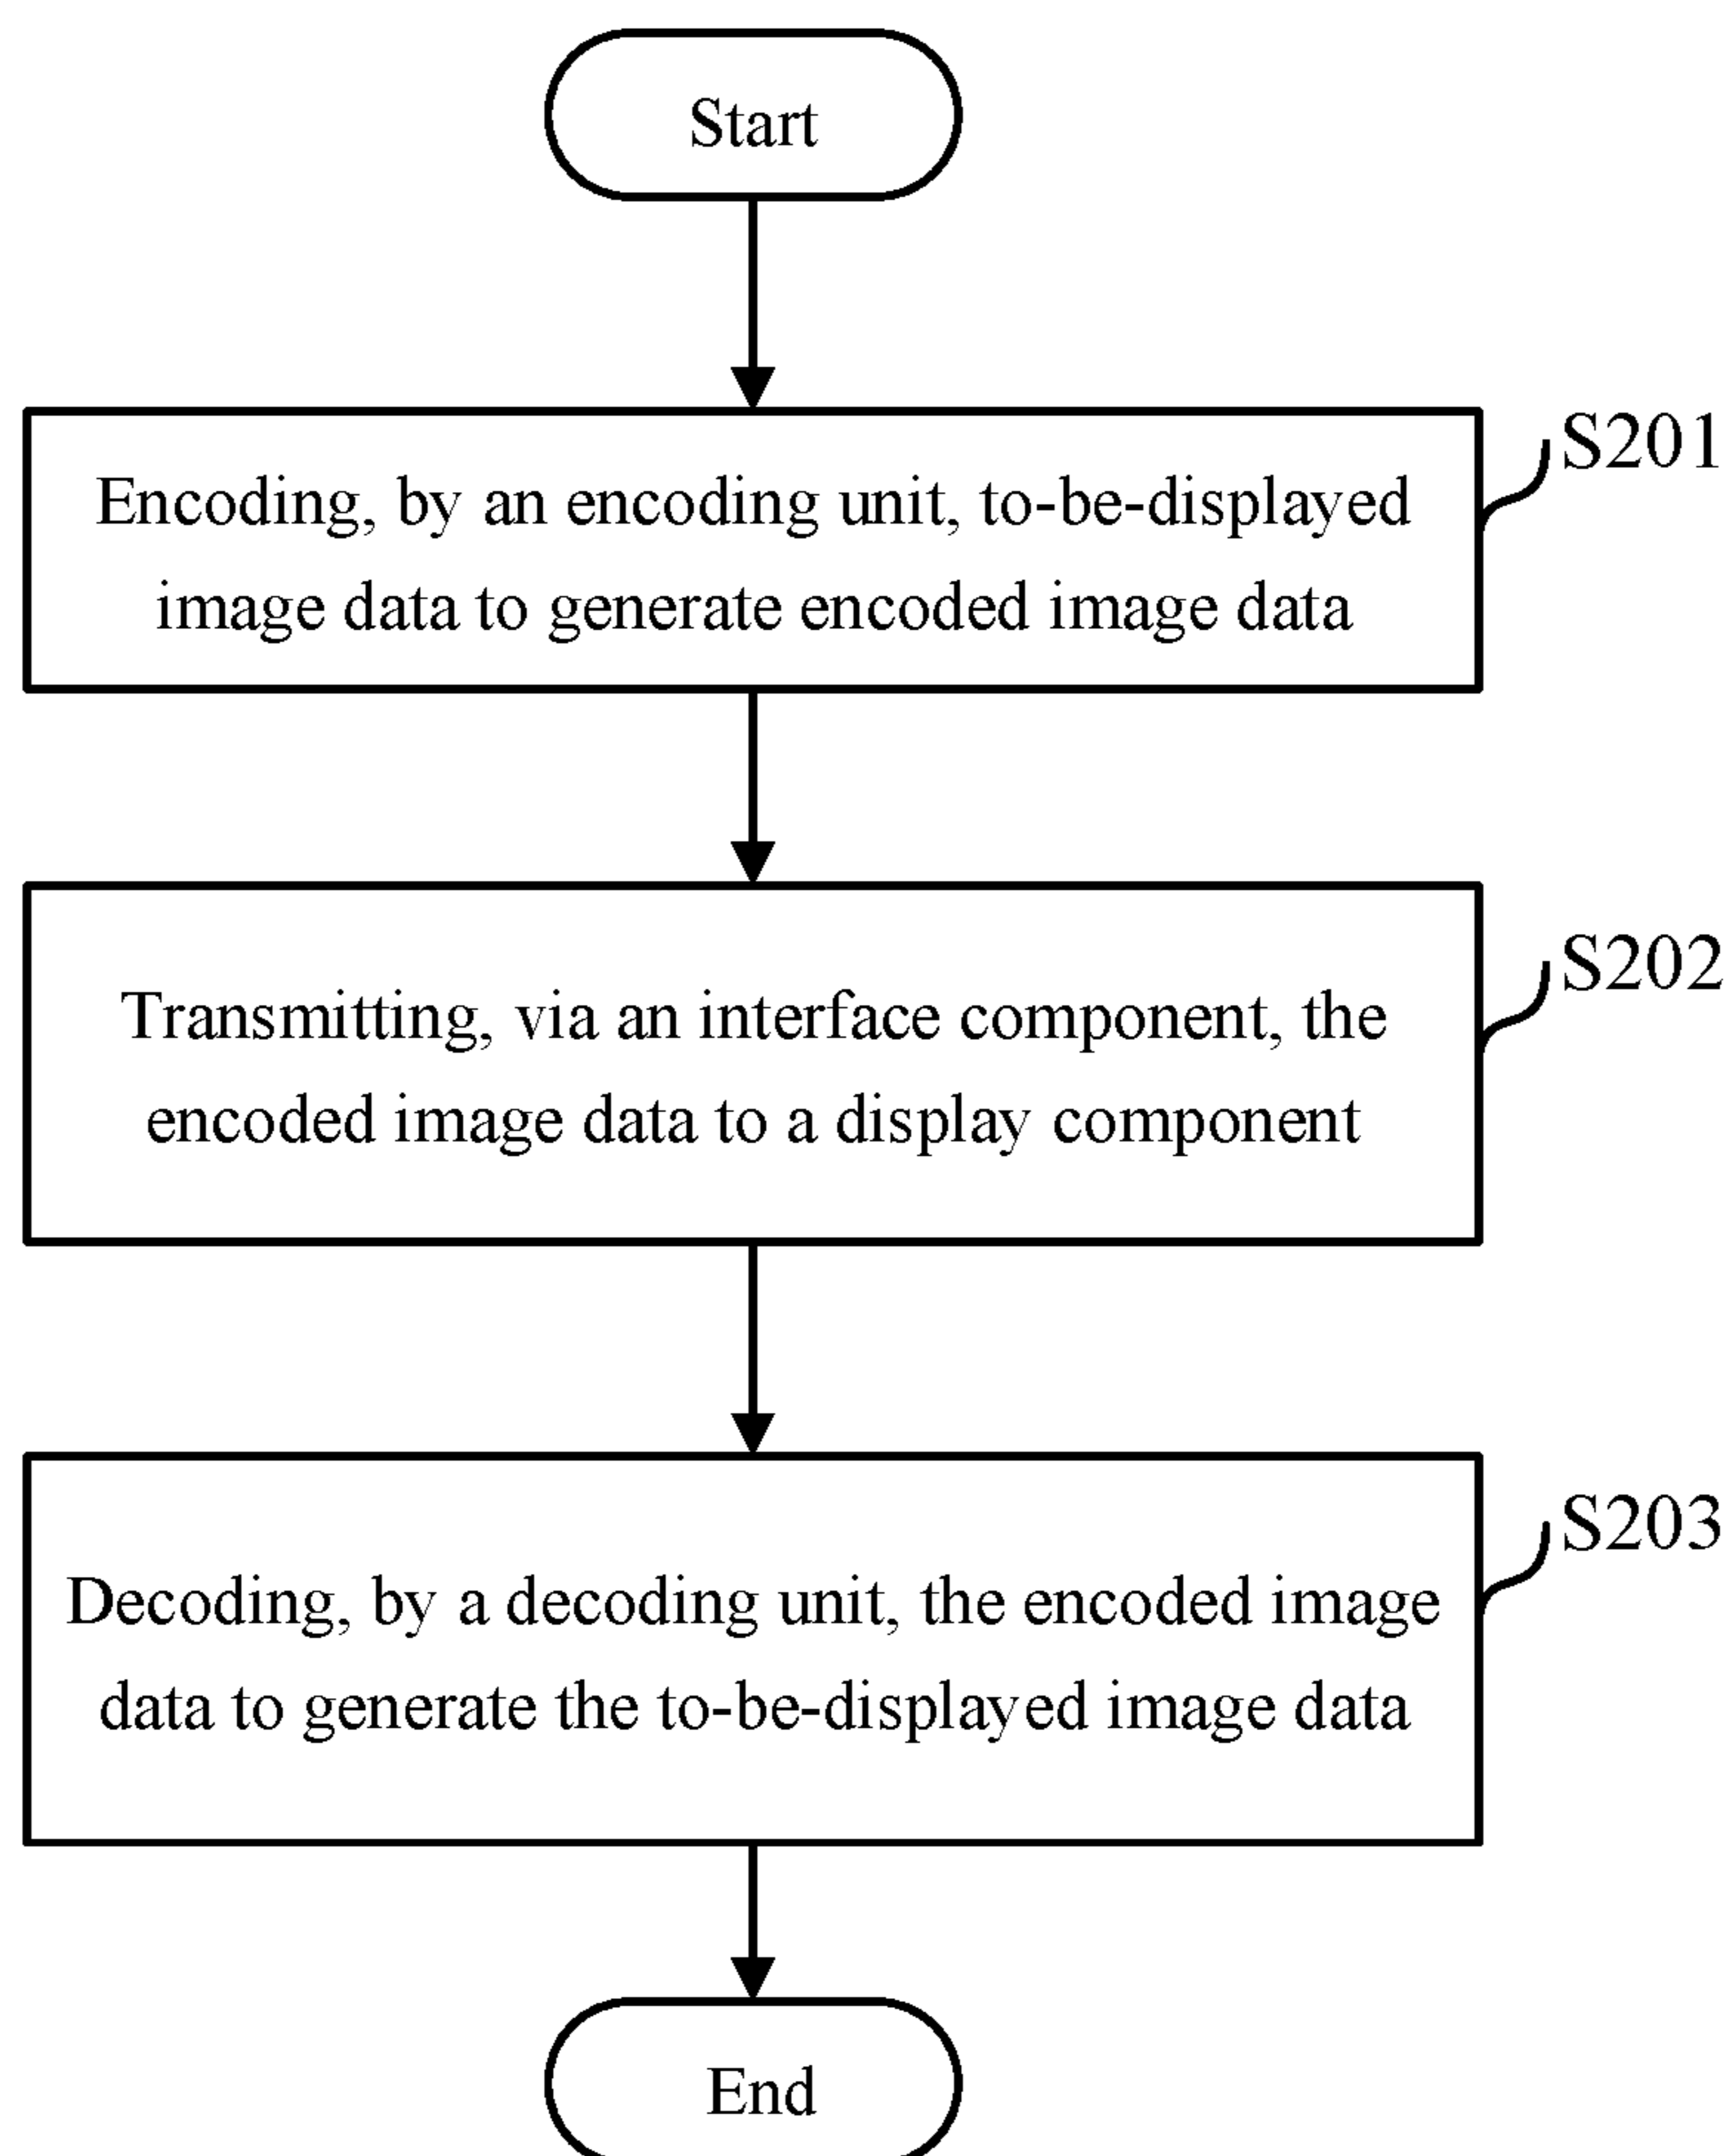 Start
S201
Encoding, by an encoding unit, to-be-displayed
image data to generate encoded image data
S202
Transmitting, via an interface component, the
encoded image data to a display component
S203
Decoding, by a decoding unit, the encoded image
data to generate the to-be-displayed image data
End